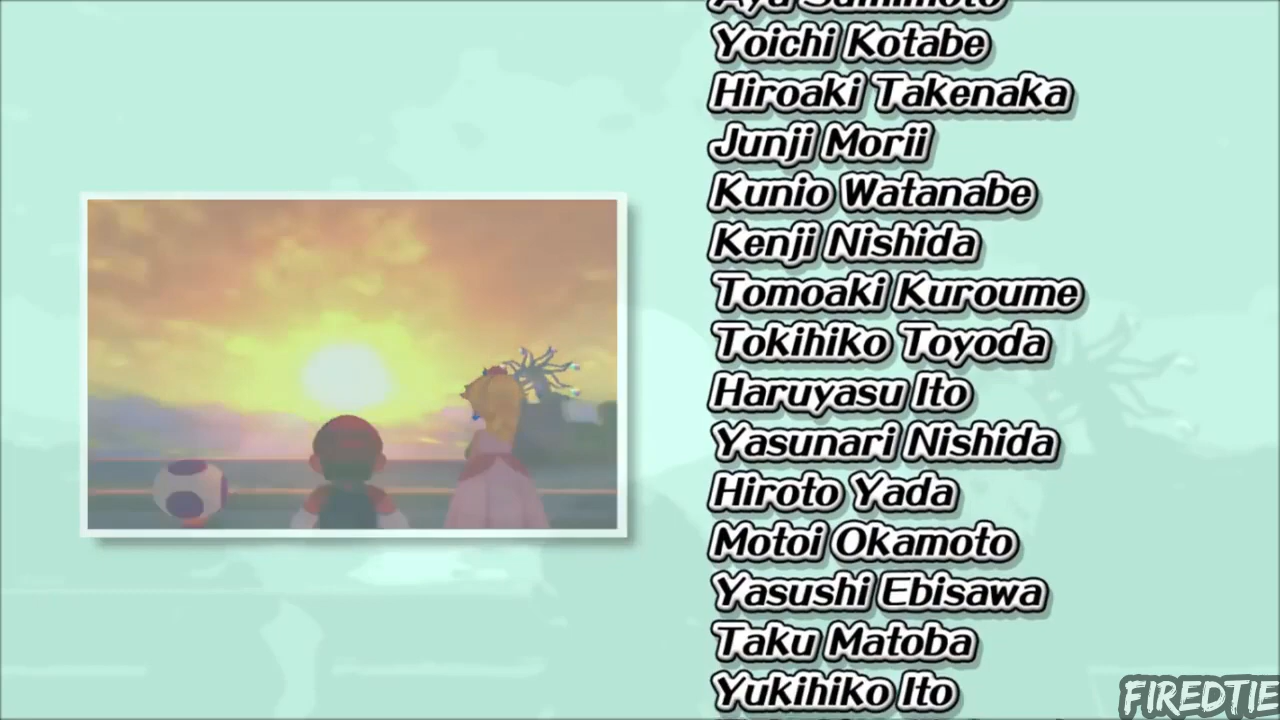 Yoichi Kotabe
Hiroaki Takenaka
Junji Morii
Kunio Watanabe
Kenji Nishida
Tomoaki Kuroume
Tokihiko Toyoda
Haruyasu Ito
Yasunari Nishida
Hiroto Yada
Motoi Okamoto
Yasushi Ebisawa
Taku Matoba
Yukihiko Ito
FIREDTIE